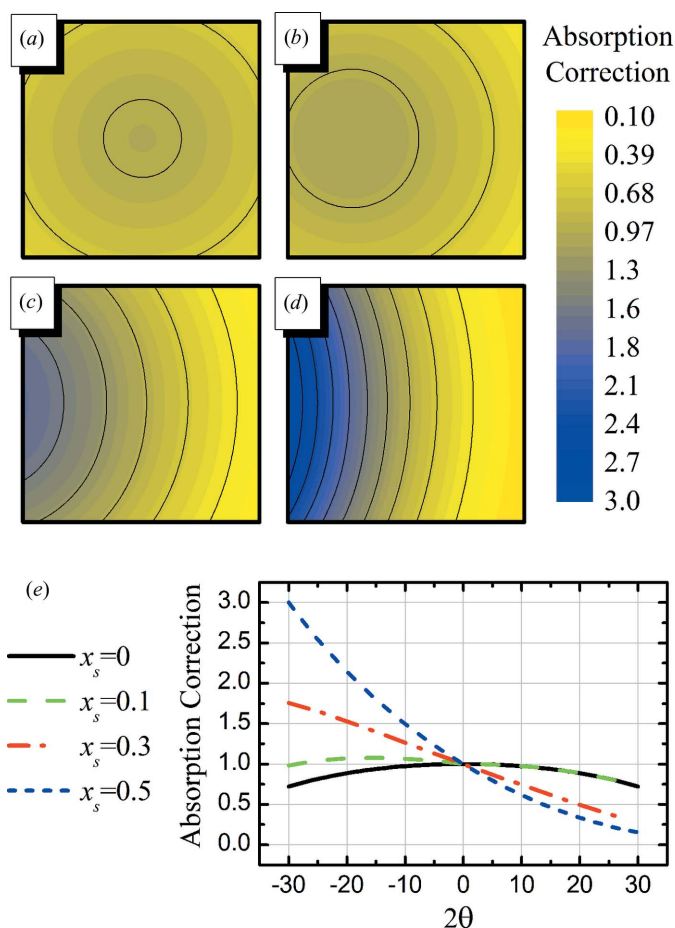 (a)
(b)
Absorption
Correction
0.10
0.39
0.68
0.97
1.3
1.6
1.8
2.1
2.4
2.7
3.0
(c)
(d)
(e)
x_s=0
x_s=0.1
x_s=0.3
x_s=0.5
Absorption Correction
3.0
2.5
2.0
1.5
1.0
0.5
0.0
-30 -20 -10 0 10 20 30
2θ